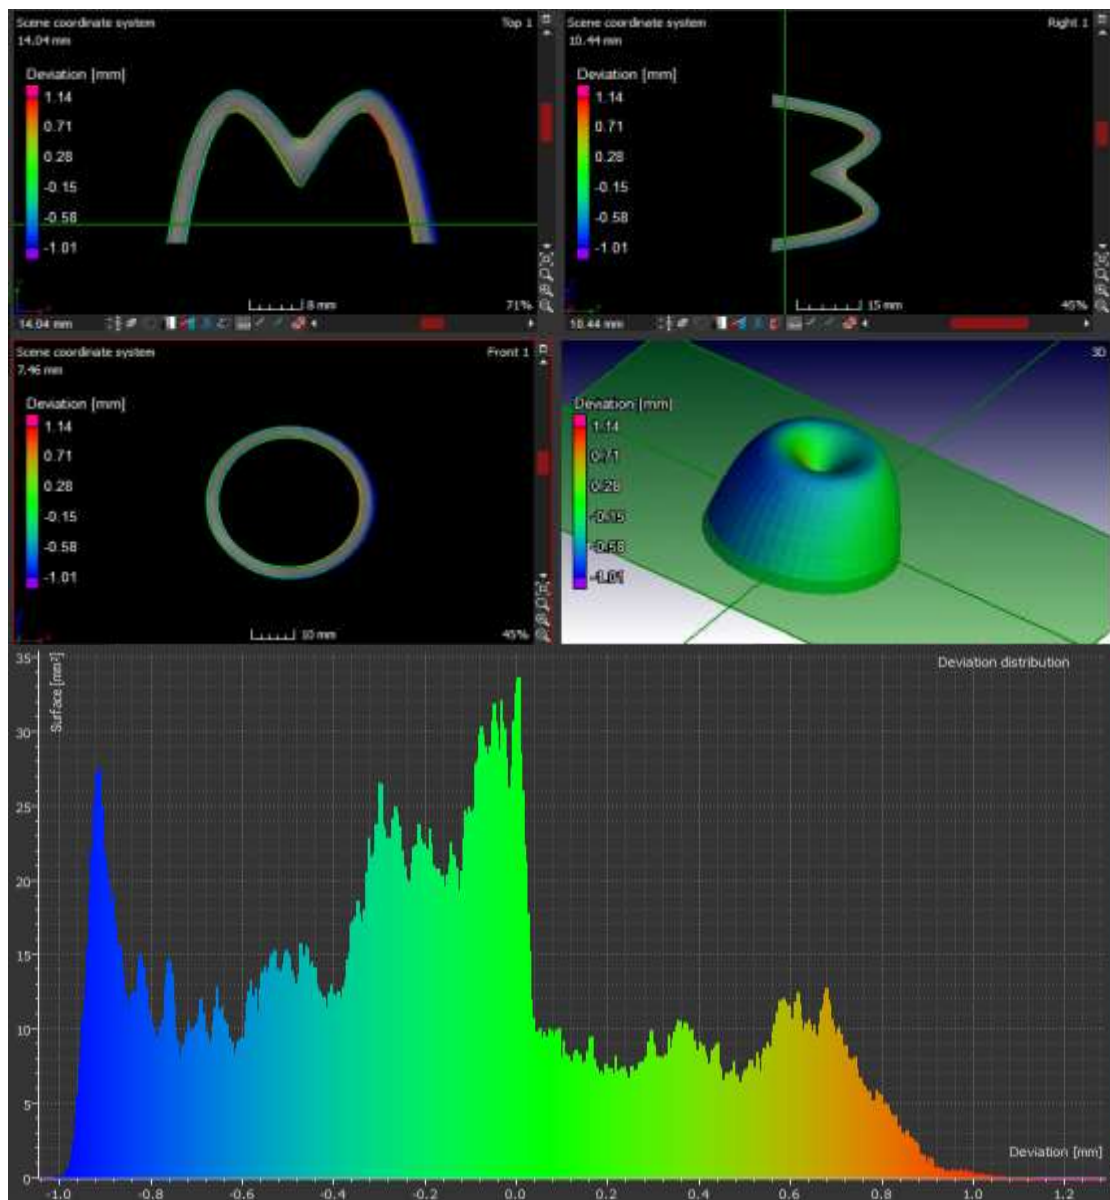 Scene coordinate system
Top 1
14.04 mm
Deviation [mm]
1.14
0.71
0.28
-0.15
-0.58
-1.01
8 mm
71%
14.04 mm
Scene coordinate system
Right 1
10.44 mm
Deviation [mm]
1.14
0.71
0.28
-0.15
-0.58
-1.01
15 mm
45%
10.44 mm
Scene coordinate system
Front 1
7.46 mm
Deviation [mm]
1.14
0.71
0.28
-0.15
-0.58
-1.01
10 mm
45%
3D
Deviation [mm]
1.14
0.71
0.28
-0.15
-0.58
-1.01
Deviation distribution
Surface [mm²]
35
30
25
20
15
10
5
0
Deviation [mm]
-1.0 -0.8 -0.6 -0.4 -0.2 0.0 0.2 0.4 0.6 0.8 1.0 1.2